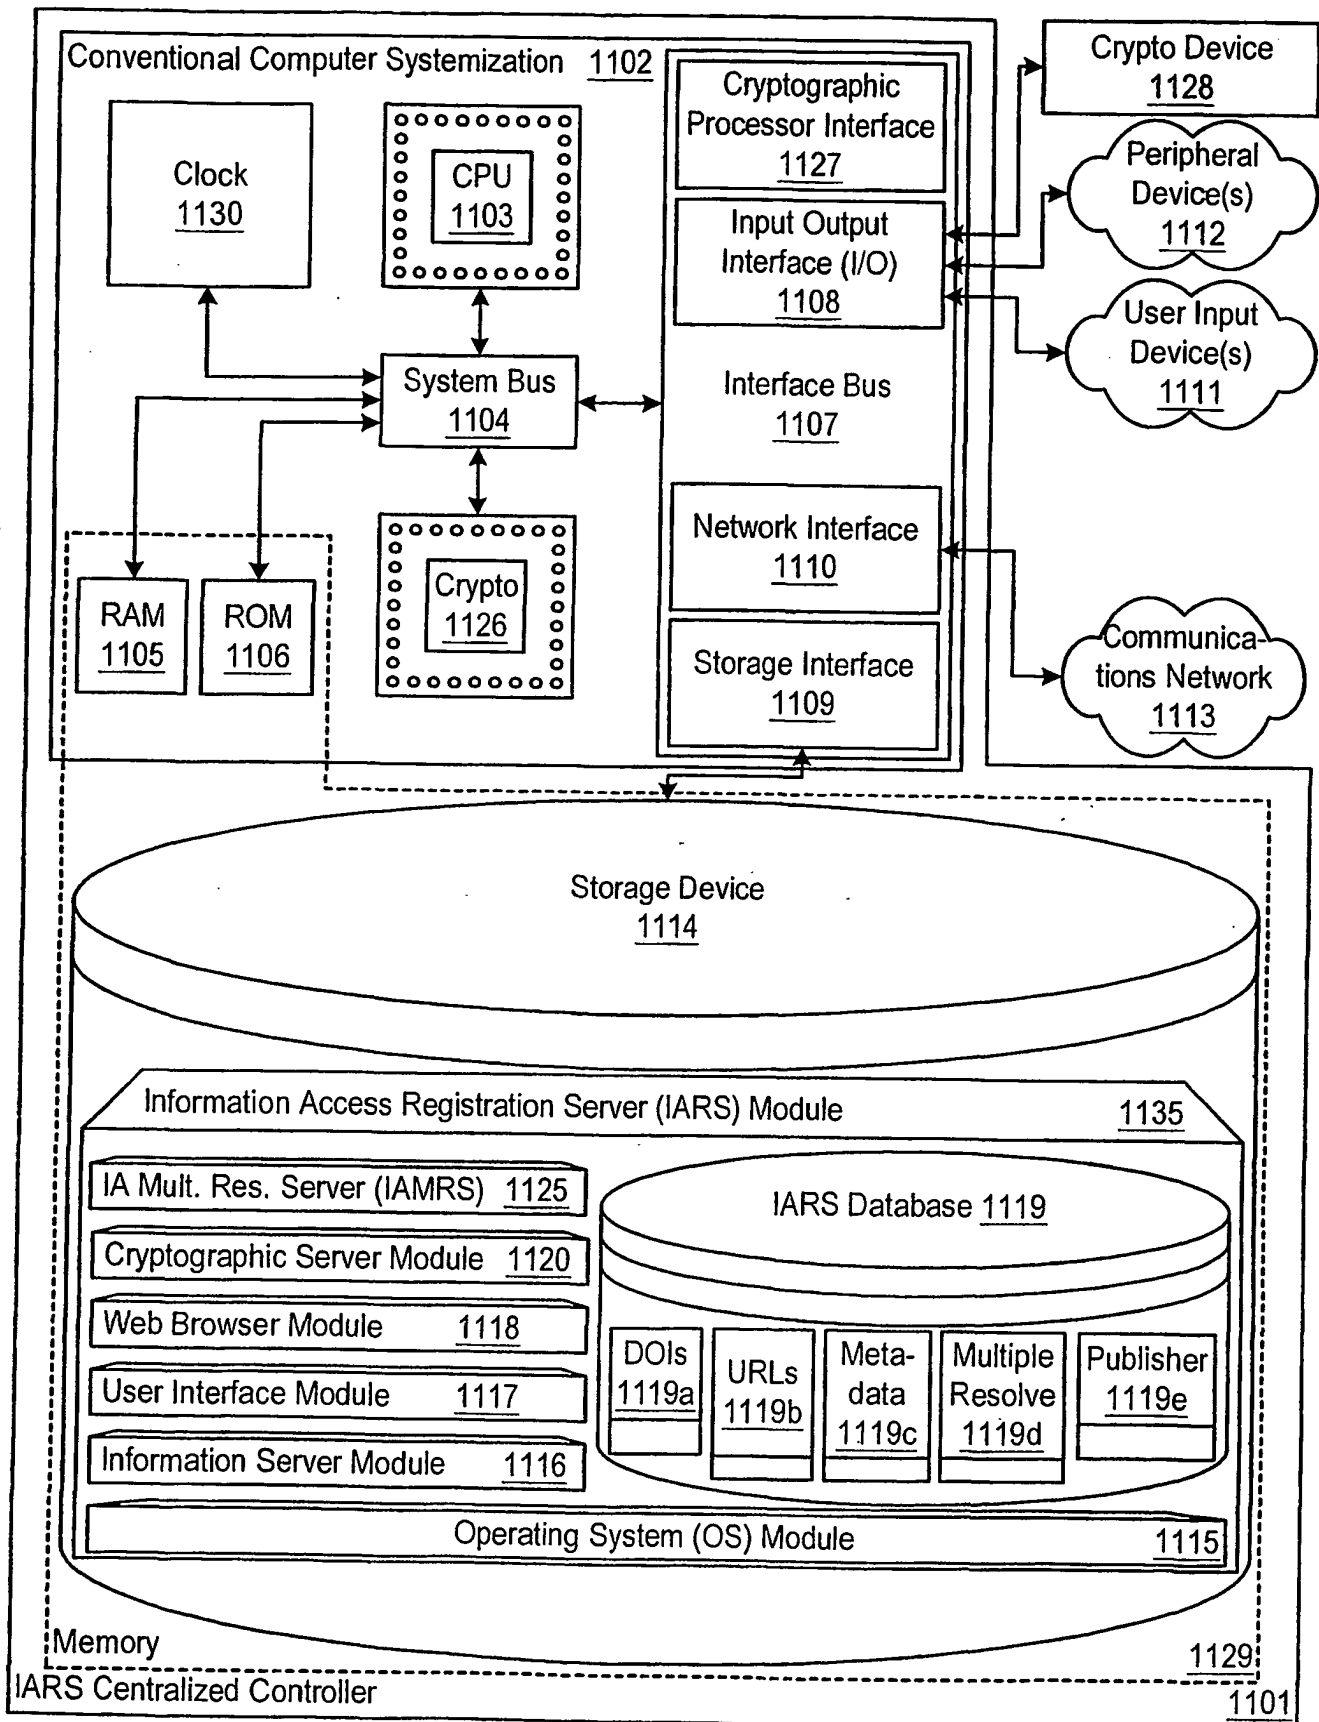 Conventional Computer Systemization 1102
Clock
1130
CPU
1103
Cryptographic
Processor Interface
1127
Crypto Device
1128
Input Output
Interface (I/O)
1108
Peripheral
Device(s)
1112
User Input
Device(s)
1111
System Bus
1104
Interface Bus
1107
RAM
1105
ROM
1106
Crypto
1126
Network Interface
1110
Storage Interface
1109
Communica-
tions Network
1113
Storage Device
1114
Information Access Registration Server (IARS) Module 1135
IA Mult. Res. Server (IAMRS) 1125
Cryptographic Server Module 1120
Web Browser Module 1118
User Interface Module 1117
Information Server Module 1116
IARS Database 1119
DOIs
1119a
URLs
1119b
Meta-
data
1119c
Multiple
Resolve
1119d
Publisher
1119e
Operating System (OS) Module 1115
Memory 1129
IARS Centralized Controller 1101